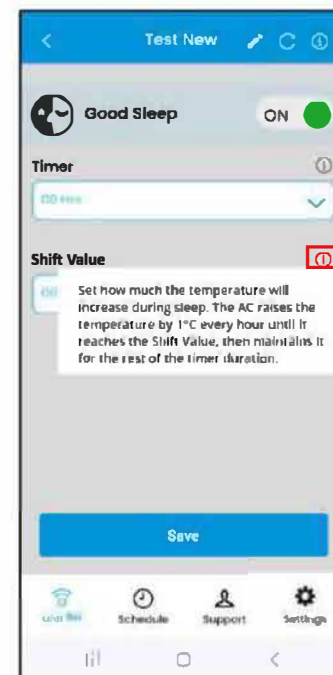 Test New
Good Sleep
ON
Timer
Shift Value
Set how much the temperature will
increase during sleep. The AC raises the
temperature by 1°C every hour until it
reaches the Shift Value, then maintains it
for the rest of the timer duration.
Save
Schedule
Support
Settings